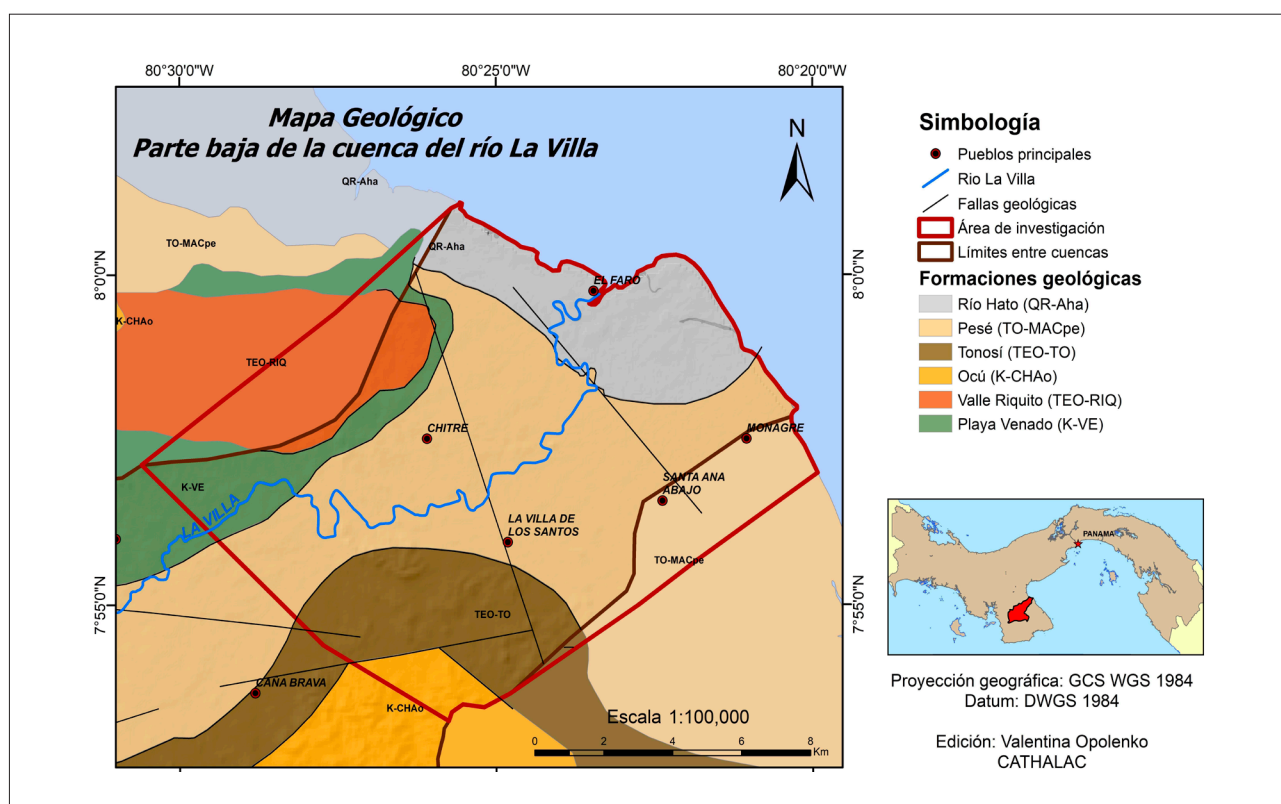 80°30'0"W
80°25'0"W
80°20'0"W
Mapa Geológico
Parte baja de la cuenca del río La Villa
N
QR-Aha
TO-MACpe
QR-Aha
8°0'0"N
8°0'0"N
EL FARO
K-CHAo
TEO-RIQ
CHITRE
MONAGRE
K-VE
SANTA ANA
ABAJO
LA VILLA
LA VILLA DE
LOS SANTOS
TO-MACpe
7°55'0"N
7°55'0"N
TEO-TO
CAÑA BRAVA
K-CHAo
Escala 1:100,000
0 2 4 6 8
Km
Simbología
Pueblos principales
Rio La Villa
Fallas geológicas
Área de investigación
Límites entre cuencas
Formaciones geológicas
Río Hato (QR-Aha)
Pesé (TO-MACpe)
Tonosí (TEO-TO)
Ocú (K-CHAo)
Valle Riquito (TEO-RIQ)
Playa Venado (K-VE)
PANAMA
Proyección geográfica: GCS WGS 1984
Datum: DWGS 1984
Edición: Valentina Opolenko
CATHALAC